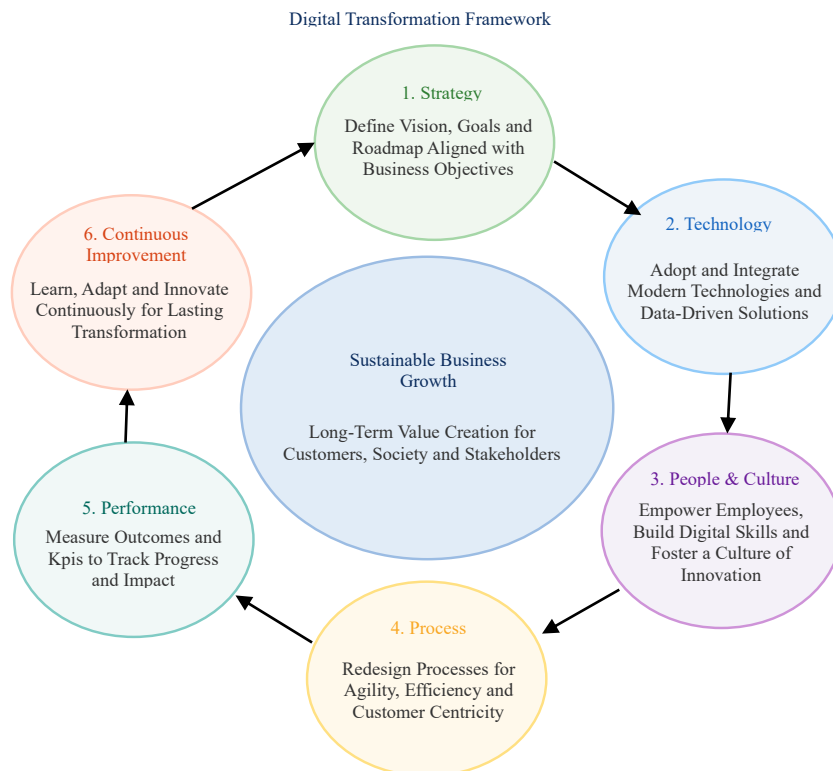 Digital Transformation Framework
1. Strategy
Define Vision, Goals and
Roadmap Aligned with
Business Objectives
2. Technology
Adopt and Integrate
Modern Technologies and
Data-Driven Solutions
3. People & Culture
Empower Employees,
Build Digital Skills and
Foster a Culture of
Innovation
4. Process
Redesign Processes for
Agility, Efficiency and
Customer Centricity
5. Performance
Measure Outcomes and
Kpis to Track Progress
and Impact
6. Continuous
Improvement
Learn, Adapt and Innovate
Continuously for Lasting
Transformation
Sustainable Business
Growth
Long-Term Value Creation for
Customers, Society and Stakeholders